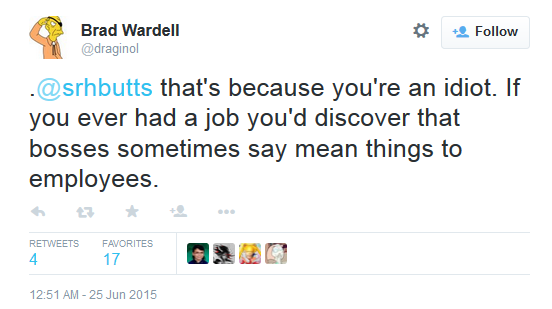 Brad Wardell
@draginol
Follow
.@srhbutts that's because you're an idiot. If
you ever had a job you'd discover that
bosses sometimes say mean things to
employees.
RETWEETS FAVORITES
4 17
12:51 AM - 25 Jun 2015